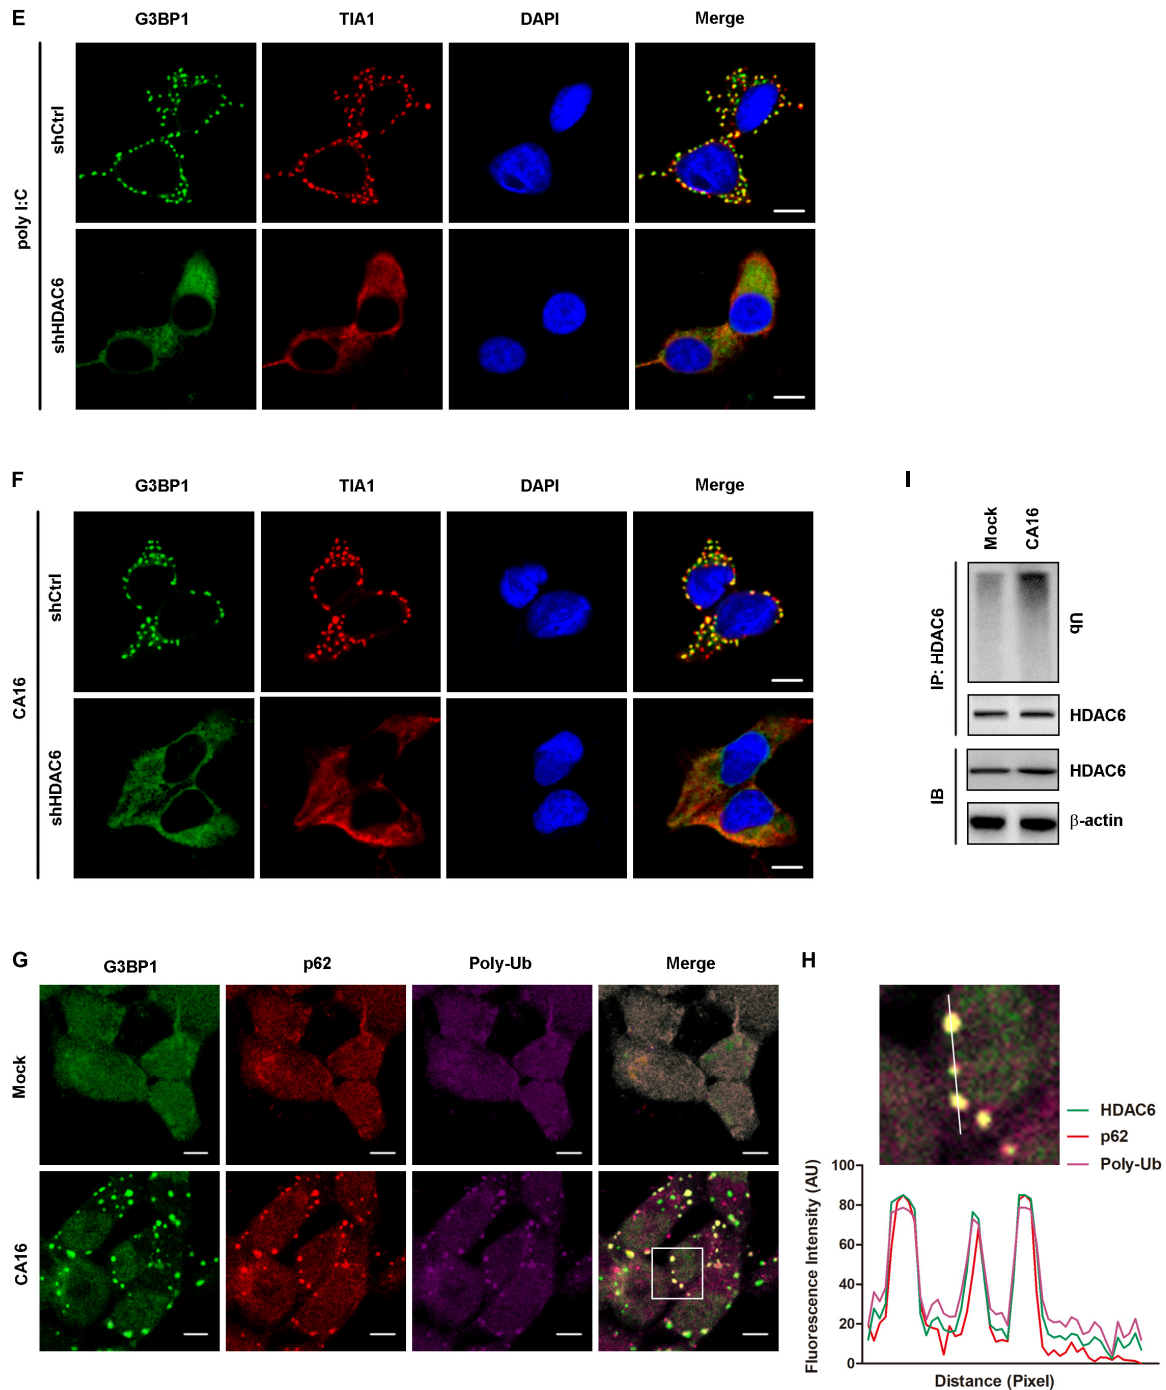 E
G3BP1 TIA1 DAPI Merge
poly I:C
shCtrl
shHDAC6
F
G3BP1 TIA1 DAPI Merge
CA16
shCtrl
shHDAC6
I
Mock CA16
IP: HDAC6
Ub
HDAC6
IB
HDAC6
β-actin
G
G3BP1 p62 Poly-Ub Merge
Mock
CA16
H
HDAC6
p62
Poly-Ub
Fluorescence Intensity (AU)
100
80
60
40
20
0
Distance (Pixel)